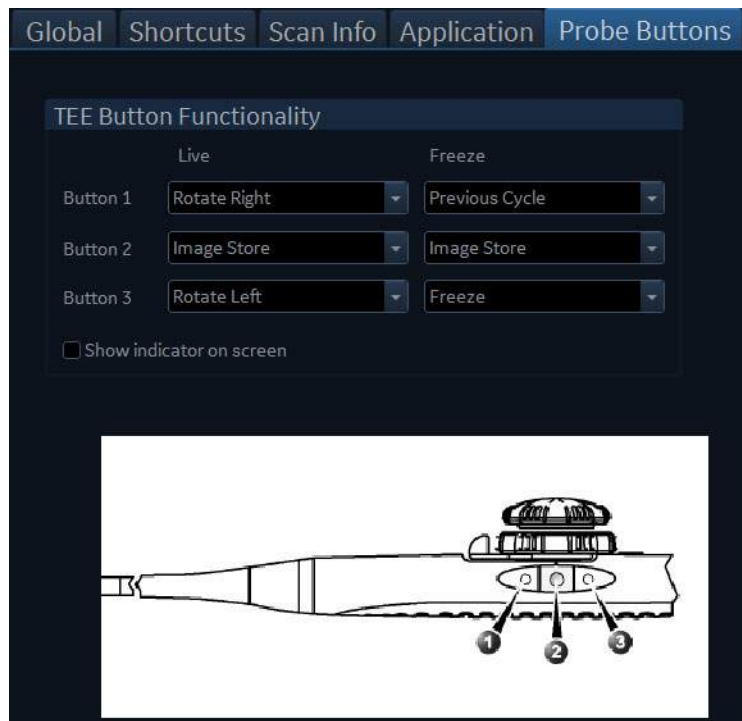 Global Shortcuts Scan Info Application Probe Buttons
TEE Button Functionality
Live Freeze
Button 1 Rotate Right Previous Cycle
Button 2 Image Store Image Store
Button 3 Rotate Left Freeze
Show indicator on screen
1 2 3